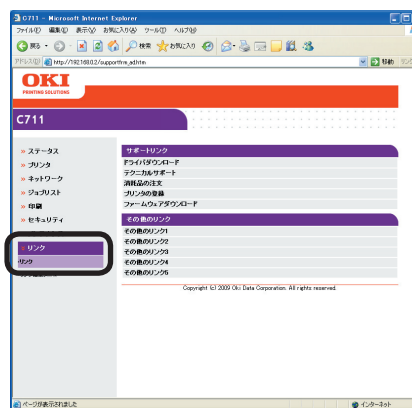 C711 - Microsoft Internet Explorer
ファイル(F) 編集(E) 表示(V) お気に入り(A) ツール(T) ヘルプ(H)
戻る 検索 お気に入り
アドレス(D) http://192.168.0.2/supportfrm_ad.htm 移動
OKI
PRINTING SOLUTIONS
C711
» ステータス
» プリンタ
» ネットワーク
» ジョブリスト
» 印刷
» セキュリティ
» リンク
リンク
サポートリンク
ドライバダウンロード
テクニカルサポート
消耗品の注文
プリンタの登録
ファームウェアダウンロード
その他のリンク
その他のリンク1
その他のリンク2
その他のリンク3
その他のリンク4
その他のリンク5
Copyright (c) 2009 Oki Data Corporation. All rights reserved.
ページが表示されました
インターネット